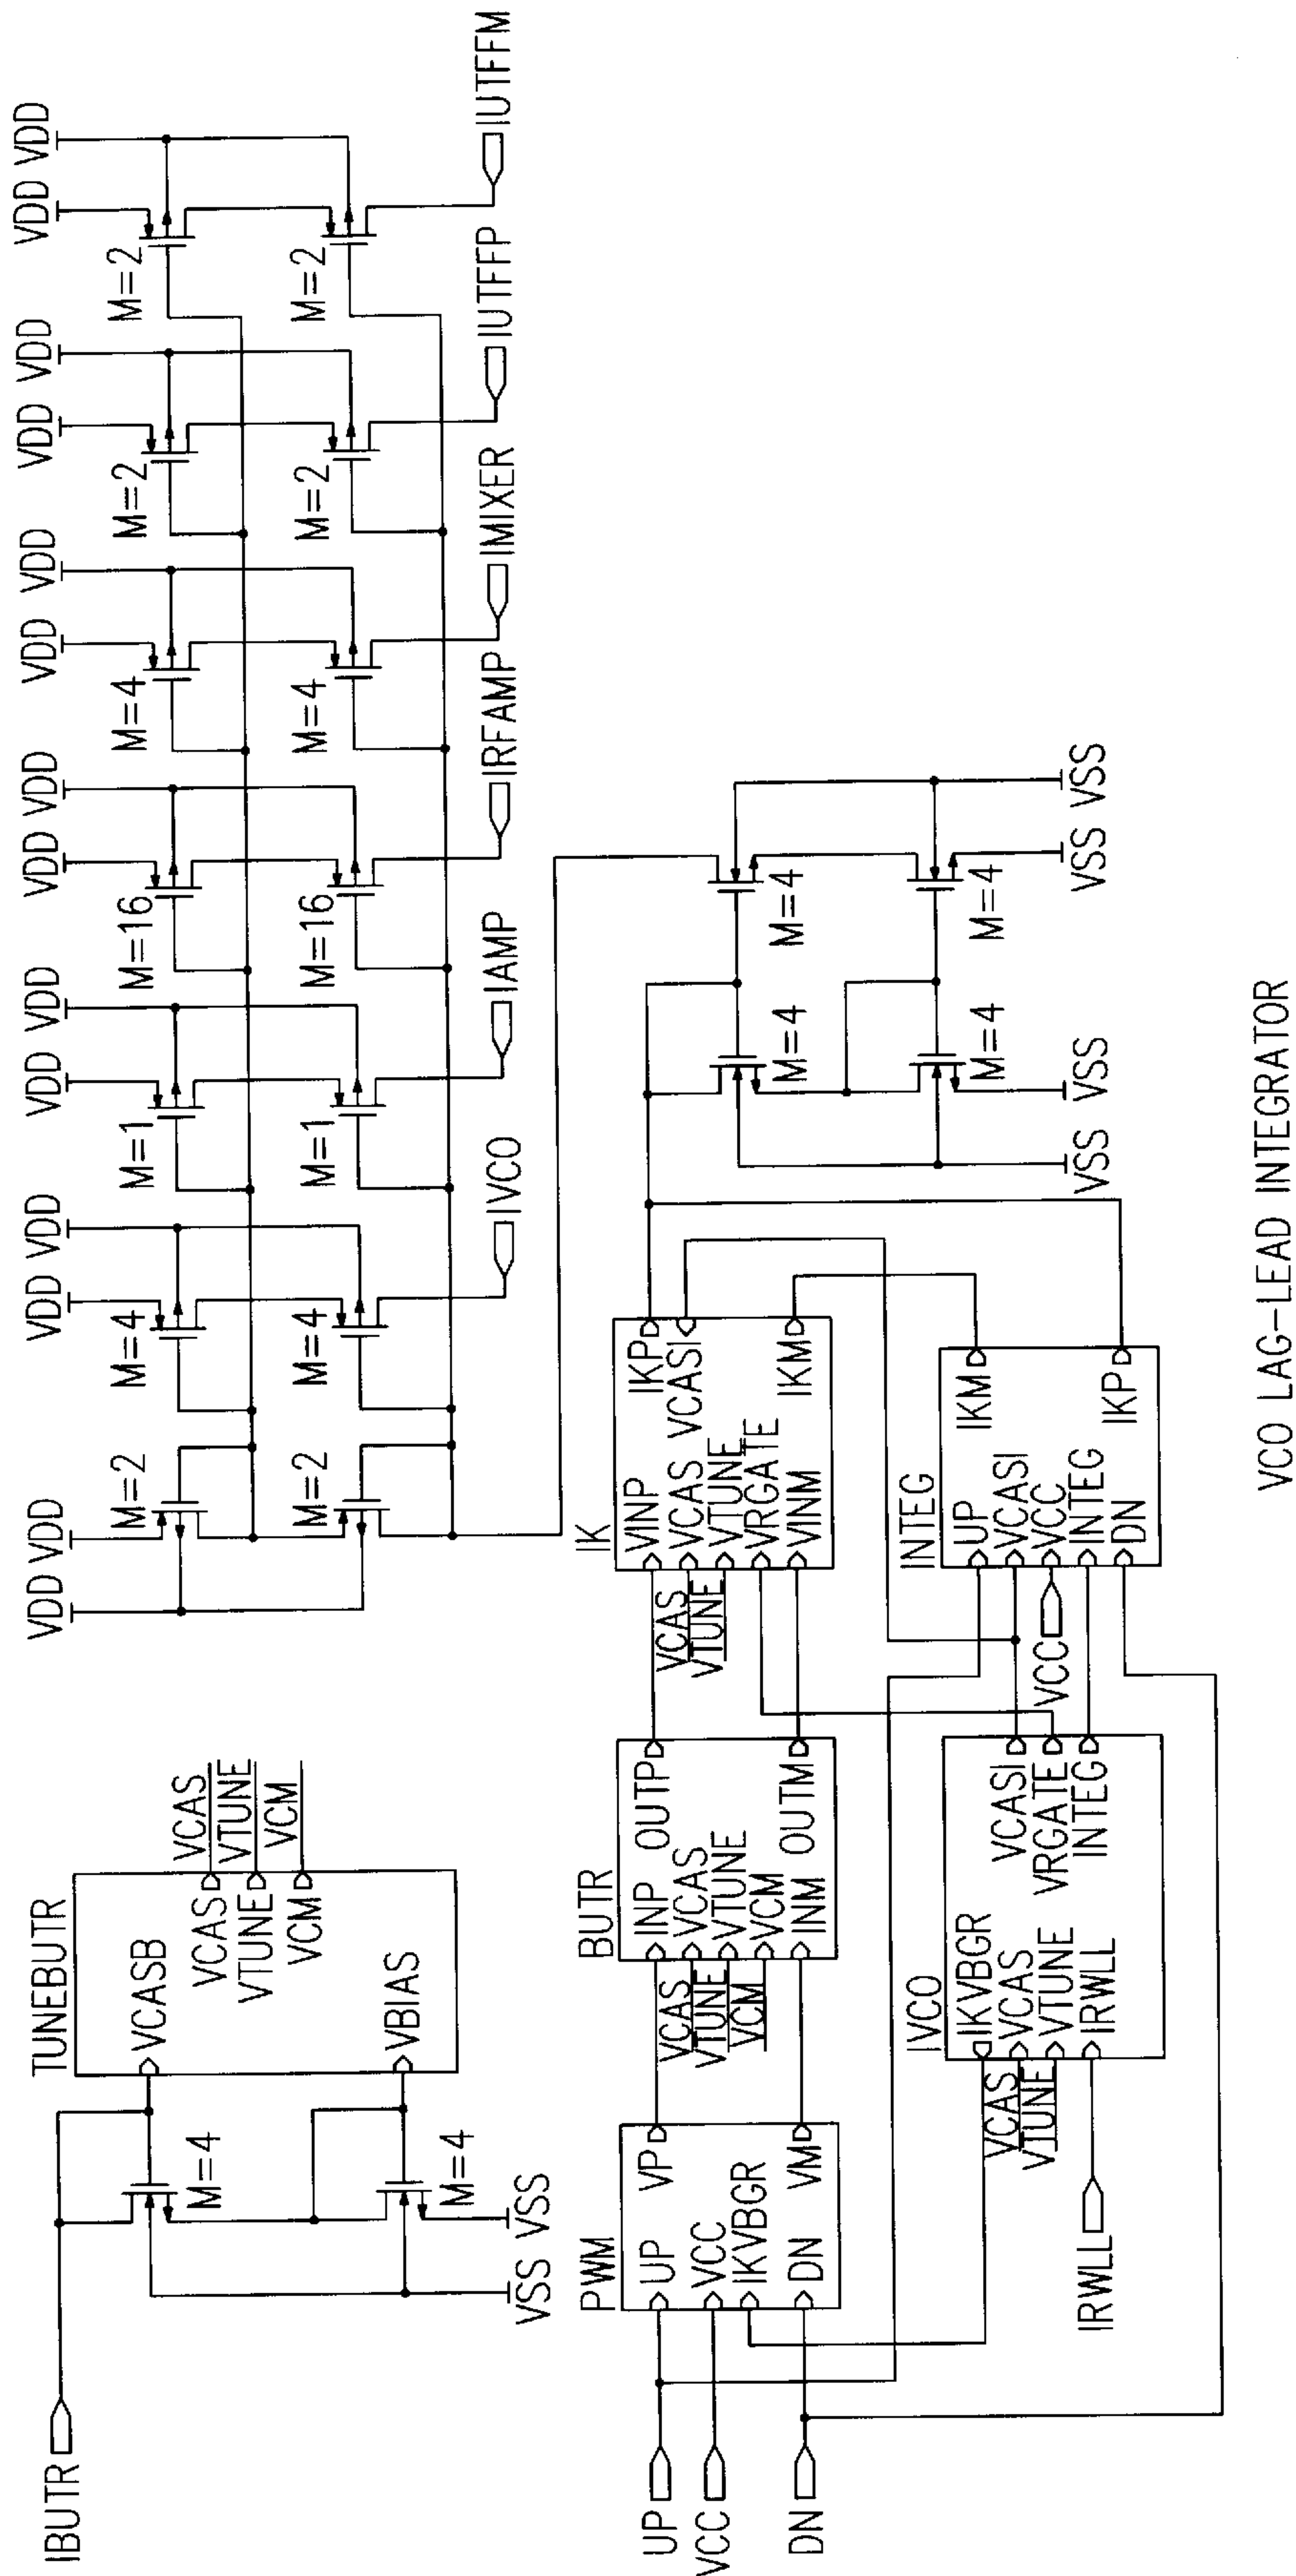 IBUTR
VSS VSS
M=4
M=4
TUNEBUTR
VCASB
VBIAS
VCAS
VTUNE
VCM
VCAS
VTUNE
VCM
VDD VDD
M=2
M=2
VDD VDD
M=4
M=4
IVCO
VDD VDD
M=1
M=1
IAMP
VDD VDD
M=16
M=16
IRFAMP
VDD VDD
M=4
M=4
IMIXER
VDD VDD
M=2
M=2
IUTFFP
VDD VDD
M=2
M=2
IUTFFM
UP
VCC
DN
PWM
UP
VCC
IKVBGR
DN
VP
VM
VCAS
VTUNE
VCM
BUTR
INP
VCAS
VTUNE
VCM
INM
OUTP
OUTM
VCAS
VTUNE
IK
VINP
VCAS
VTUNE
VRGATE
VINM
IKP
VCASI
IKM
IRWLL
VCAS
VTUNE
IVCO
IKVBGR
VCAS
VTUNE
IRWLL
VCASI
VRGATE
INTEG
VCC
INTEG
UP
VCASI
VCC
INTEG
DN
IKM
IKP
M=4
M=4
M=4
M=4
VSS
VSS
VSS
VSS
VCO LAG-LEAD INTEGRATOR